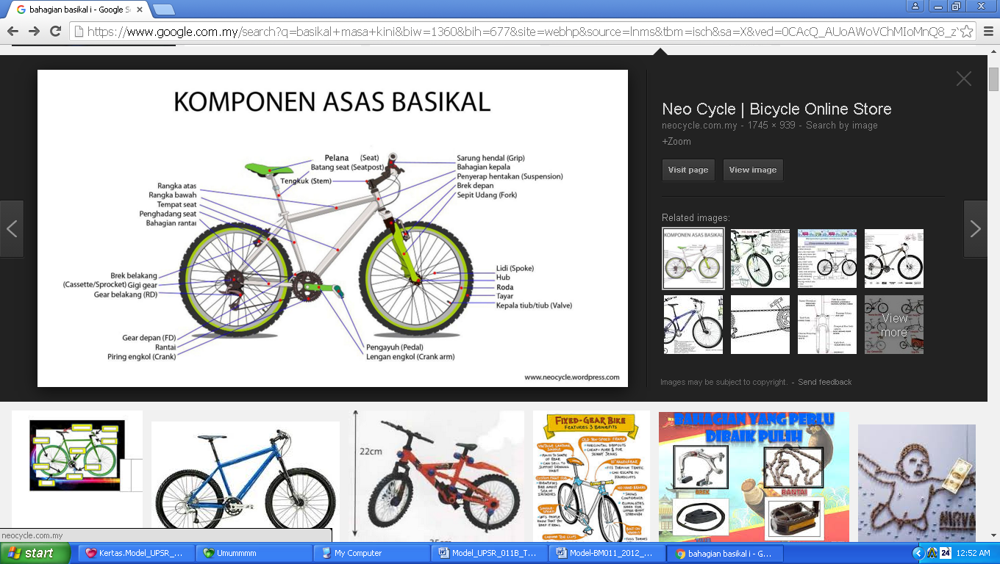 bahagian basikal i - Google S
https://www.google.com.my/search?q=basikal+masa+kini&biw=1360&bih=677&site=webhp&source=lnms&tbm=isch&sa=X&ved=0CAcQ_AUoAWoVChMIoMnQ8_z
KOMPONEN ASAS BASIKAL
Pelana (Seat)
Batang seat (Seatpost)
Tengkuk (Stem)
Sarung hendal (Grip)
Bahagian kepala
Penyerap hentakan (Suspension)
Brek depan
Sepit Udang (Fork)
Rangka atas
Rangka bawah
Tempat seat
Penghadang seat
Bahagian rantai
Brek belakang
(Cassette/Sprocket) Gigi gear
Gear belakang (RD)
Lidi (Spoke)
Hub
Roda
Tayar
Kepala tiub/tiub (Valve)
Gear depan (FD)
Rantai
Piring engkol (Crank)
Pengayuh (Pedal)
Lengan engkol (Crank arm)
www.neocycle.wordpress.com
Neo Cycle | Bicycle Online Store
neocycle.com.my - 1745 × 939 - Search by image
+Zoom
Visit page
View image
Related images:
KOMPONEN ASAS BASIKAL
View more
Images may be subject to copyright. - Send feedback
22cm
FIXED-GEAR BIKE
FEATURES & BENEFITS
BAHAGIAN YANG PERLU
DIBAIK PULIH
BREK
RANTAI
neocycle.com.my
start
Kertas.Model_UPSR_...
Umummmm
My Computer
Model_UPSR_011B_T...
Model-BM011_2012_...
bahagian basikal i - G...
24
12:52 AM